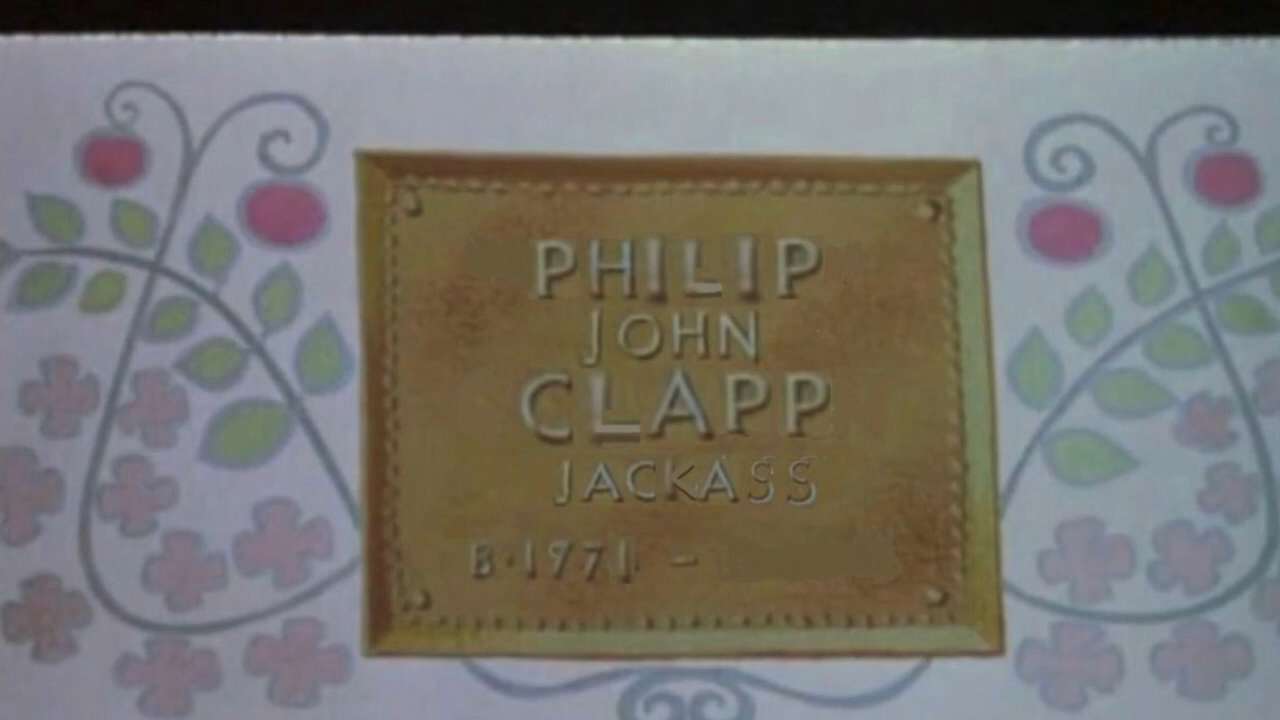 PHILIP
JOHN
CLAPP
JACKASS
B·1971 -